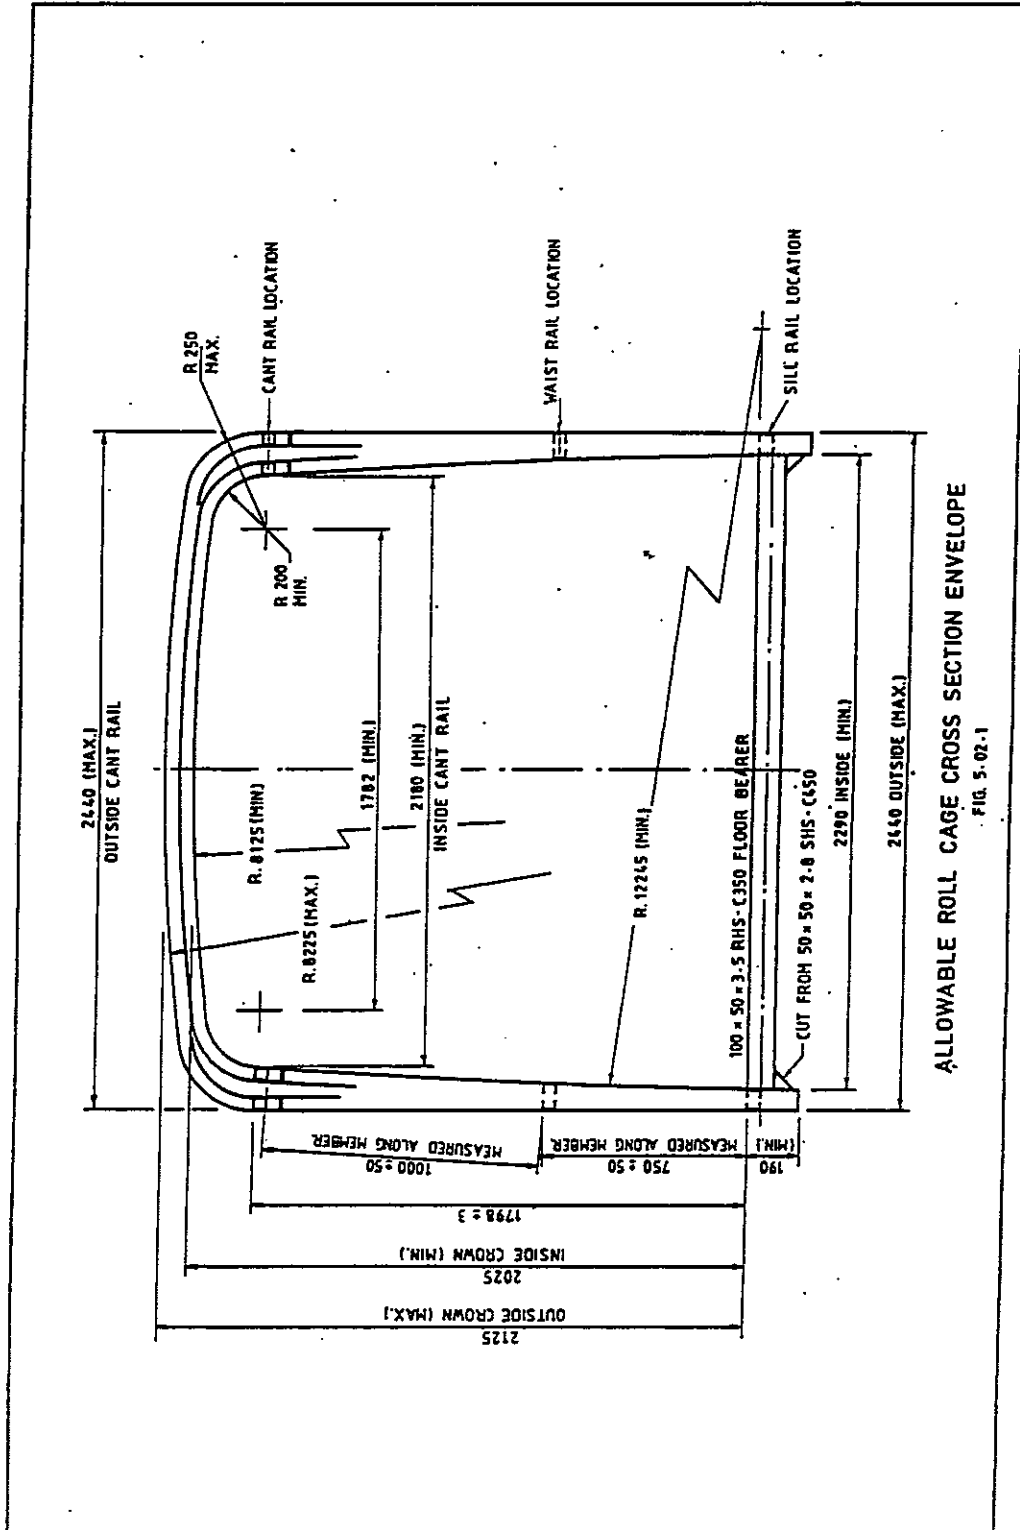 2440 (MAX.)
OUTSIDE CANT RAIL
R 250
MAX.
CANT RAIL LOCATION
R 200
MIN.
R. 8125 (MIN)
R. 8225 (MAX.)
1782 (MIN.)
2180 (MIN.)
INSIDE CANT RAIL
WAIST RAIL LOCATION
R. 12245 (MIN.)
100 × 50 × 3·5 RHS-C350 FLOOR BEARER
SILL RAIL LOCATION
CUT FROM 50 × 50 × 2·8 SHS-C450
2290 INSIDE (MIN.)
2440 OUTSIDE (MAX.)
1000 ± 50
MEASURED ALONG MEMBER
750 ± 50
MEASURED ALONG MEMBER
190
(MIN.)
1798 ± 3
2025
INSIDE CROWN (MIN.)
2125
OUTSIDE CROWN (MAX.)
ALLOWABLE ROLL CAGE CROSS SECTION ENVELOPE
FIG. 5·02-1